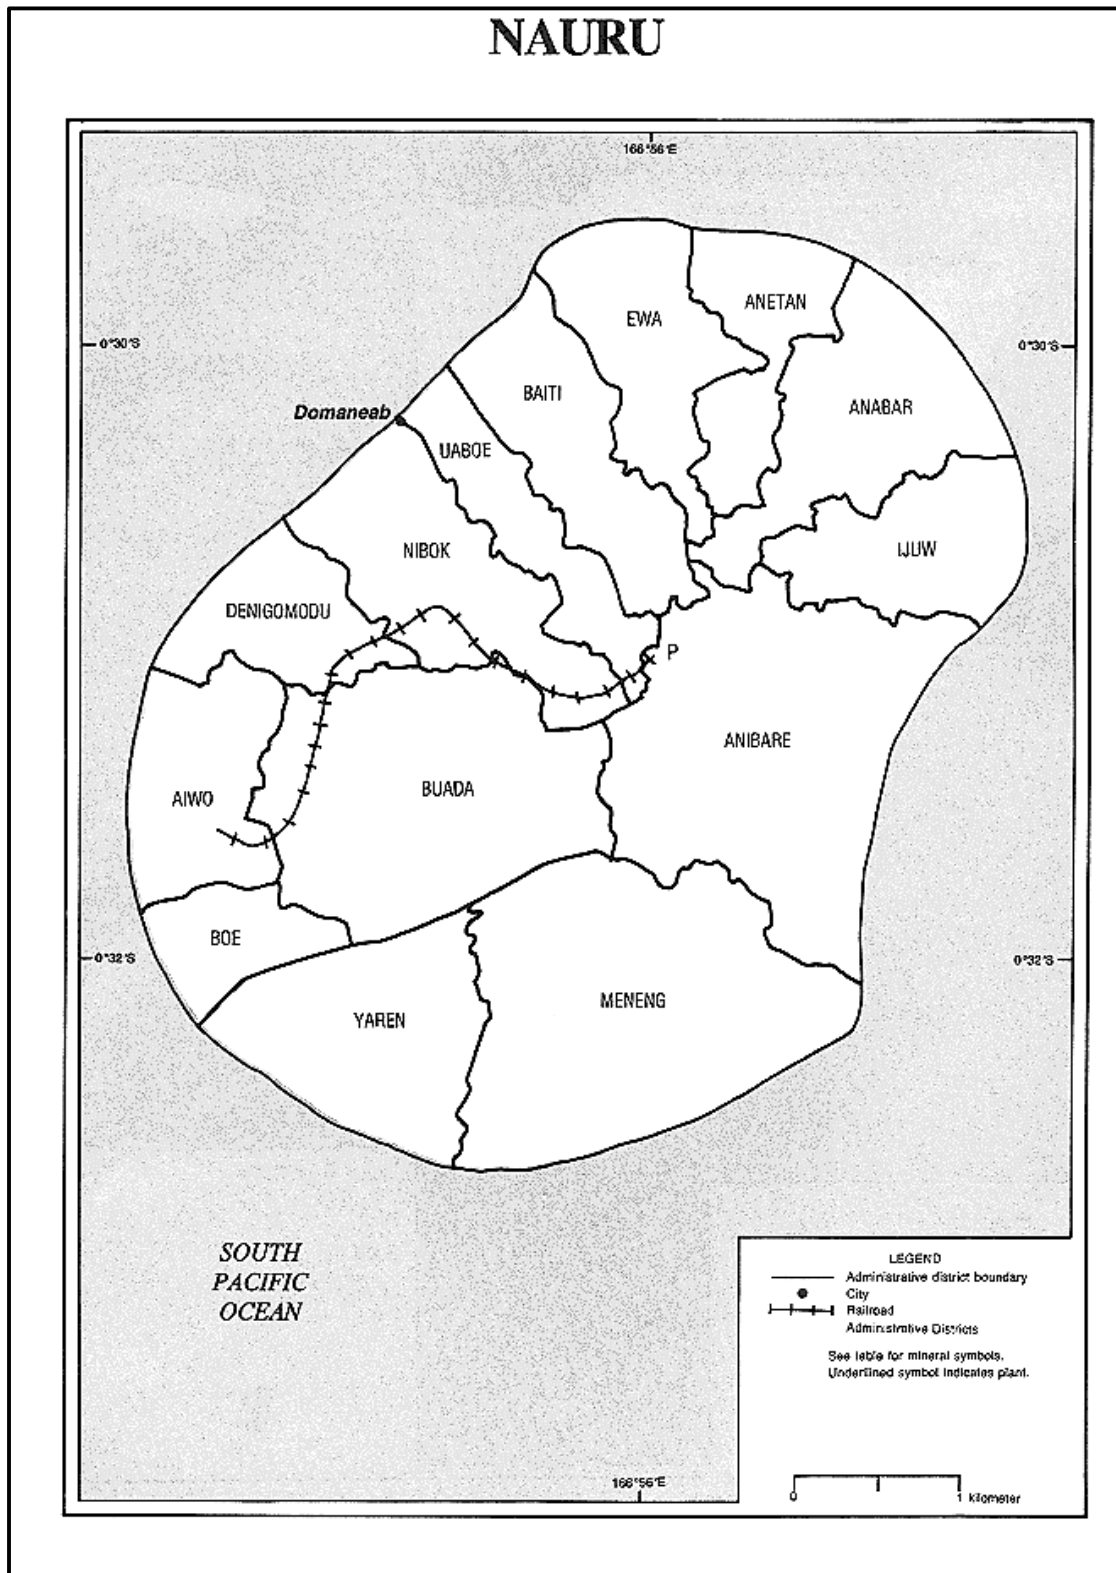 NAURU
166°56'E
EWA
ANETAN
0°30'S
0°30'S
BAITI
ANABAR
Domaneab
UABOE
NIBOK
IJUW
DENIGOMODU
P
ANIBARE
BUADA
AIWO
BOE
0°32'S
0°32'S
MENENG
YAREN
SOUTH
PACIFIC
OCEAN
LEGEND
Administrative district boundary
City
Railroad
Administrative Districts
See table for mineral symbols.
Underlined symbol indicates plant.
166°56'E
0 1 kilometer